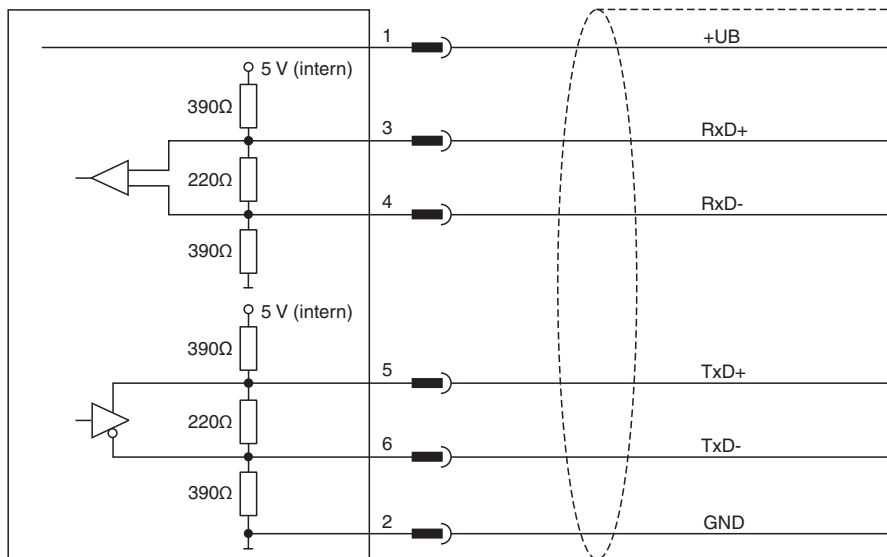 1
+UB
5 V (intern)
390Ω
3
RxD+
220Ω
4
RxD-
390Ω
5 V (intern)
390Ω
5
TxD+
220Ω
6
TxD-
390Ω
2
GND